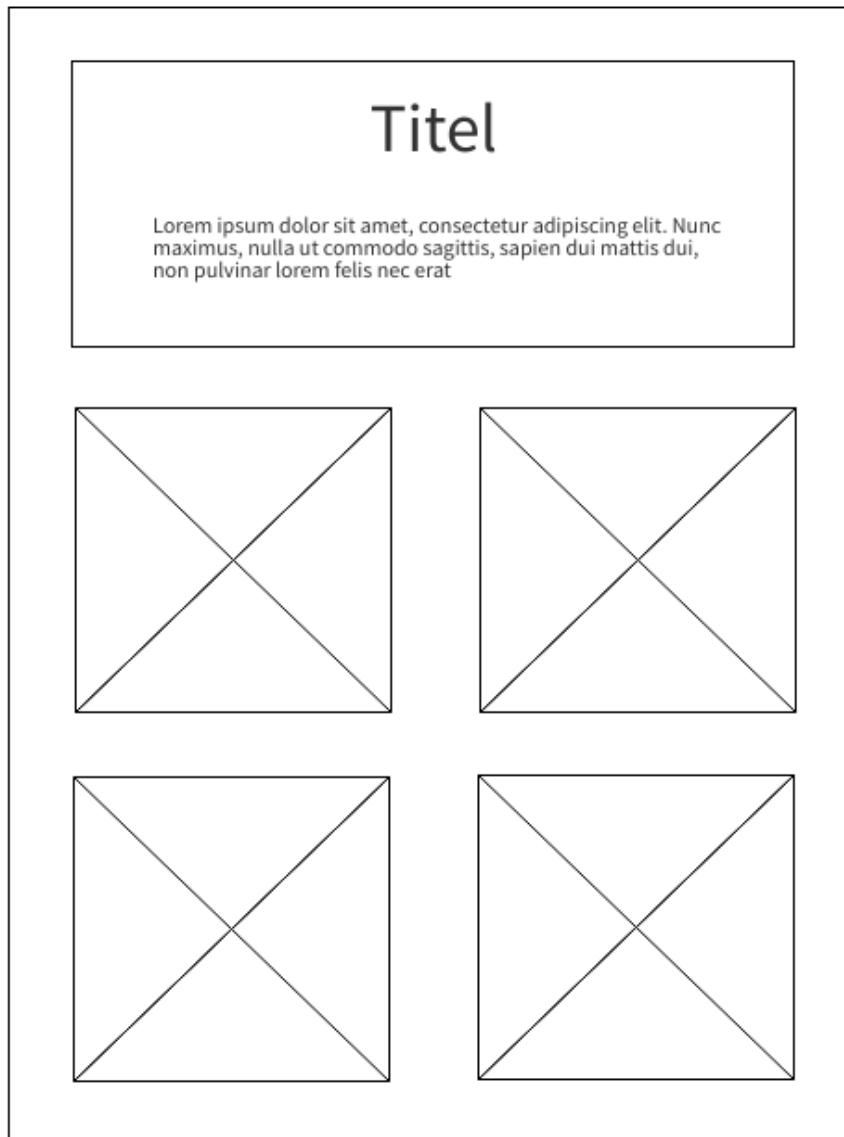 Titel
Lorem ipsum dolor sit amet, consectetur adipiscing elit. Nunc
maximus, nulla ut commodo sagittis, sapien dui mattis dui,
non pulvinar lorem felis nec erat